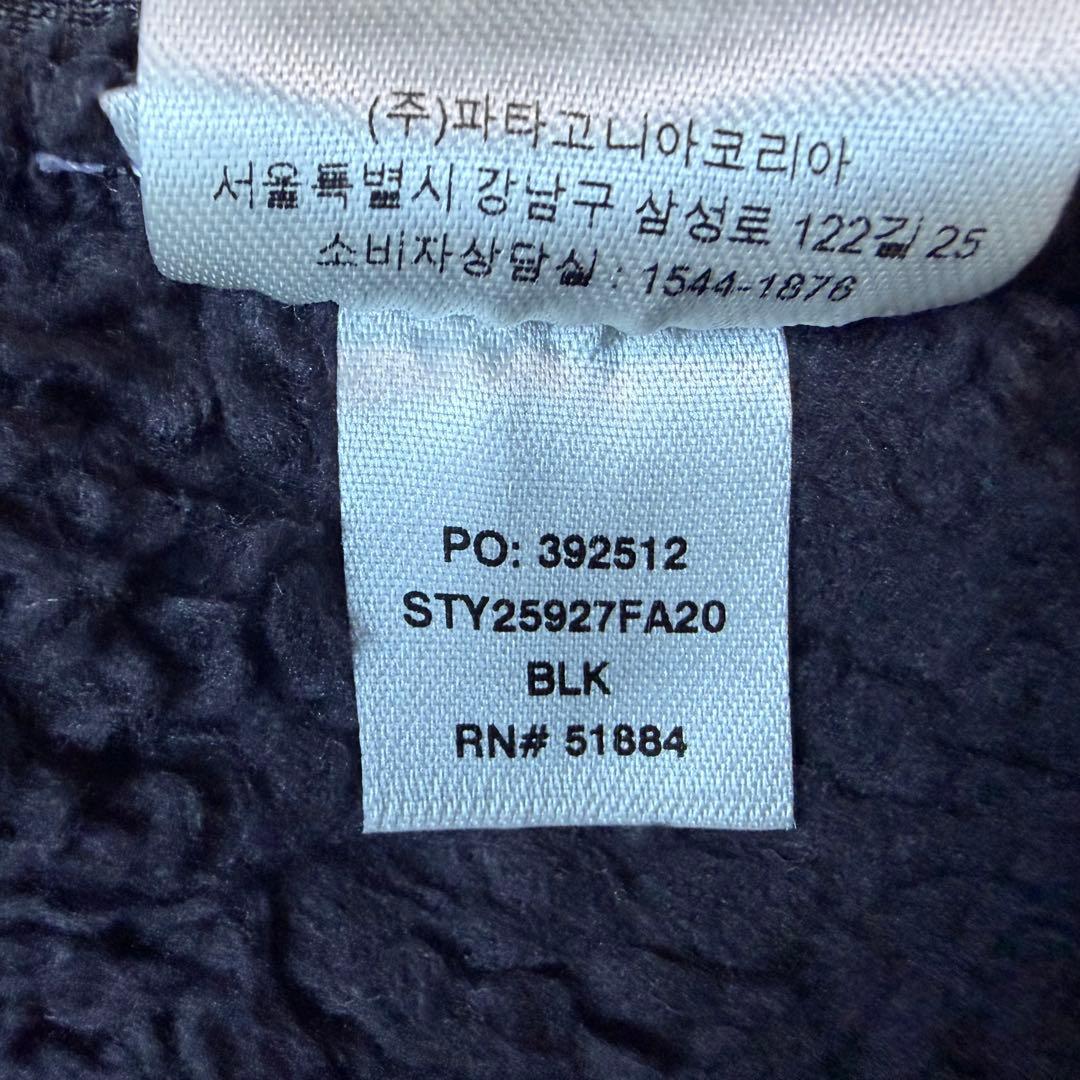 (주)파타고니아코리아
서울특별시 강남구 삼성로 122길 25
소비자상담실 : 1544-1876
PO: 392512
STY25927FA20
BLK
RN# 51884